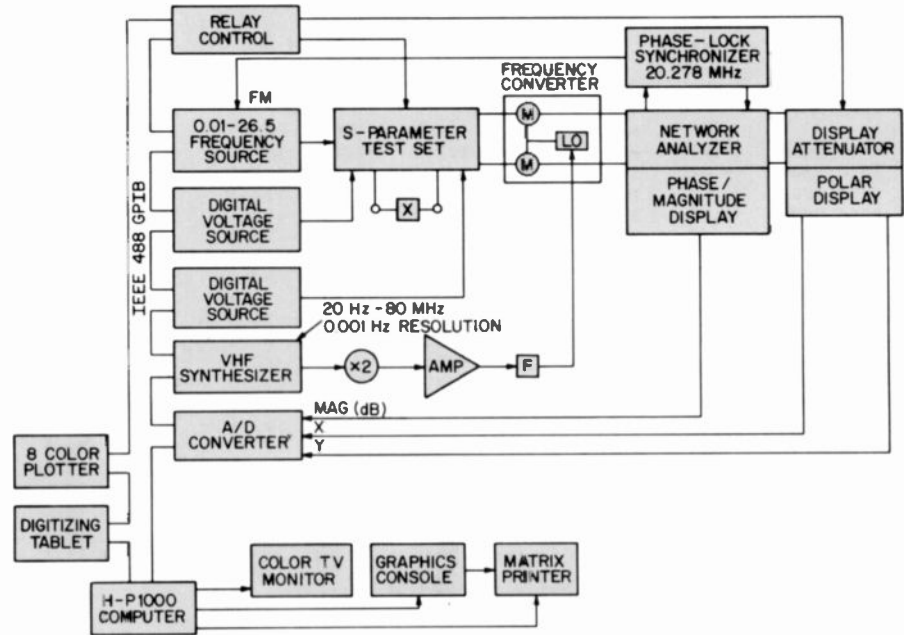 RELAY
CONTROL
PHASE-LOCK
SYNCHRONIZER
20.278 MHz
FREQUENCY
CONVERTER
FM
0.01-26.5
FREQUENCY
SOURCE
S-PARAMETER
TEST SET
M
LO
M
NETWORK
ANALYZER
DISPLAY
ATTENUATOR
PHASE/
MAGNITUDE
DISPLAY
POLAR
DISPLAY
IEEE 488 GPIB
DIGITAL
VOLTAGE
SOURCE
X
DIGITAL
VOLTAGE
SOURCE
20 Hz -80 MHz
0.001 Hz RESOLUTION
VHF
SYNTHESIZER
×2
AMP
F
A/D
CONVERTER
MAG (dB)
X
Y
8 COLOR
PLOTTER
DIGITIZING
TABLET
H-P1000
COMPUTER
COLOR TV
MONITOR
GRAPHICS
CONSOLE
MATRIX
PRINTER